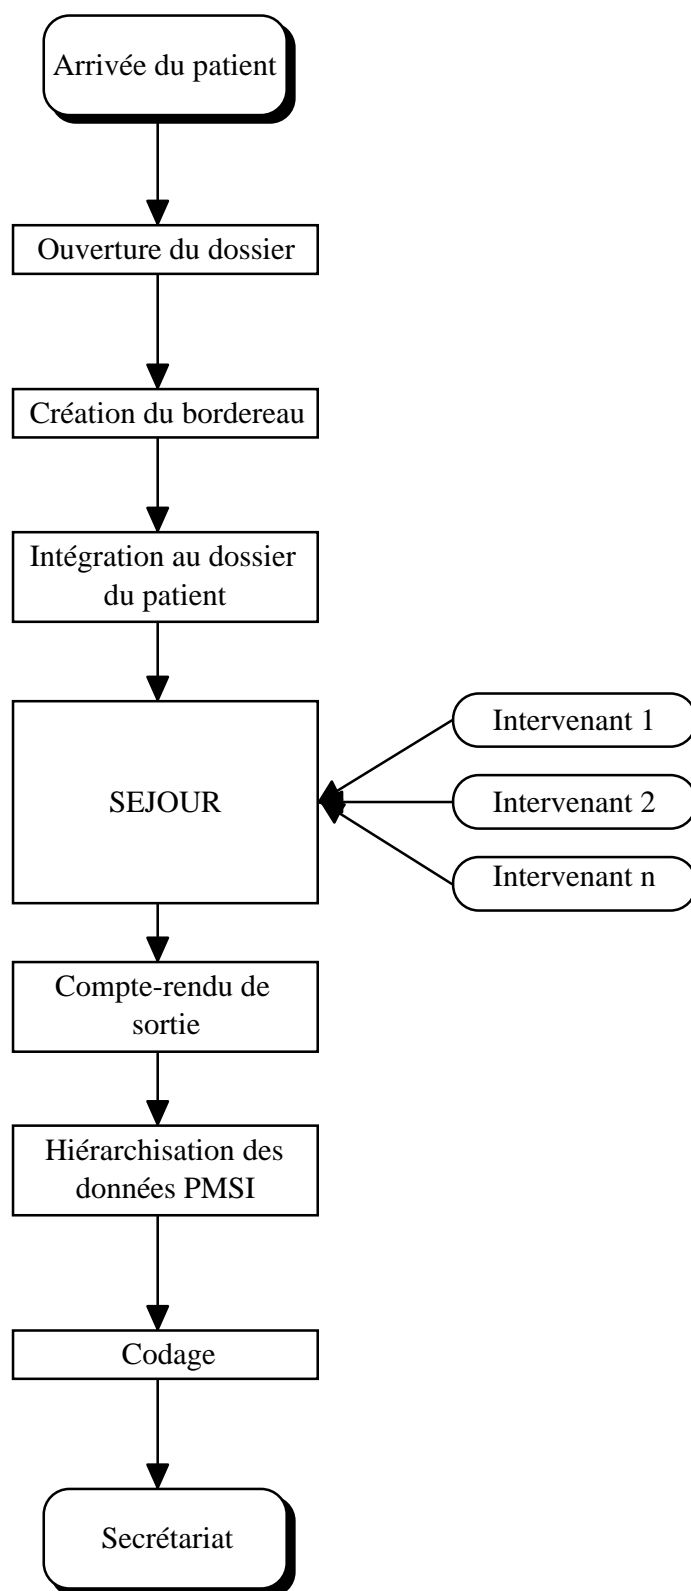 Arrivée du patient
Ouverture du dossier
Création du bordereau
Intégration au dossier
du patient
SEJOUR
Intervenant 1
Intervenant 2
Intervenant n
Compte-rendu de
sortie
Hiérarchisation des
données PMSI
Codage
Secrétariat